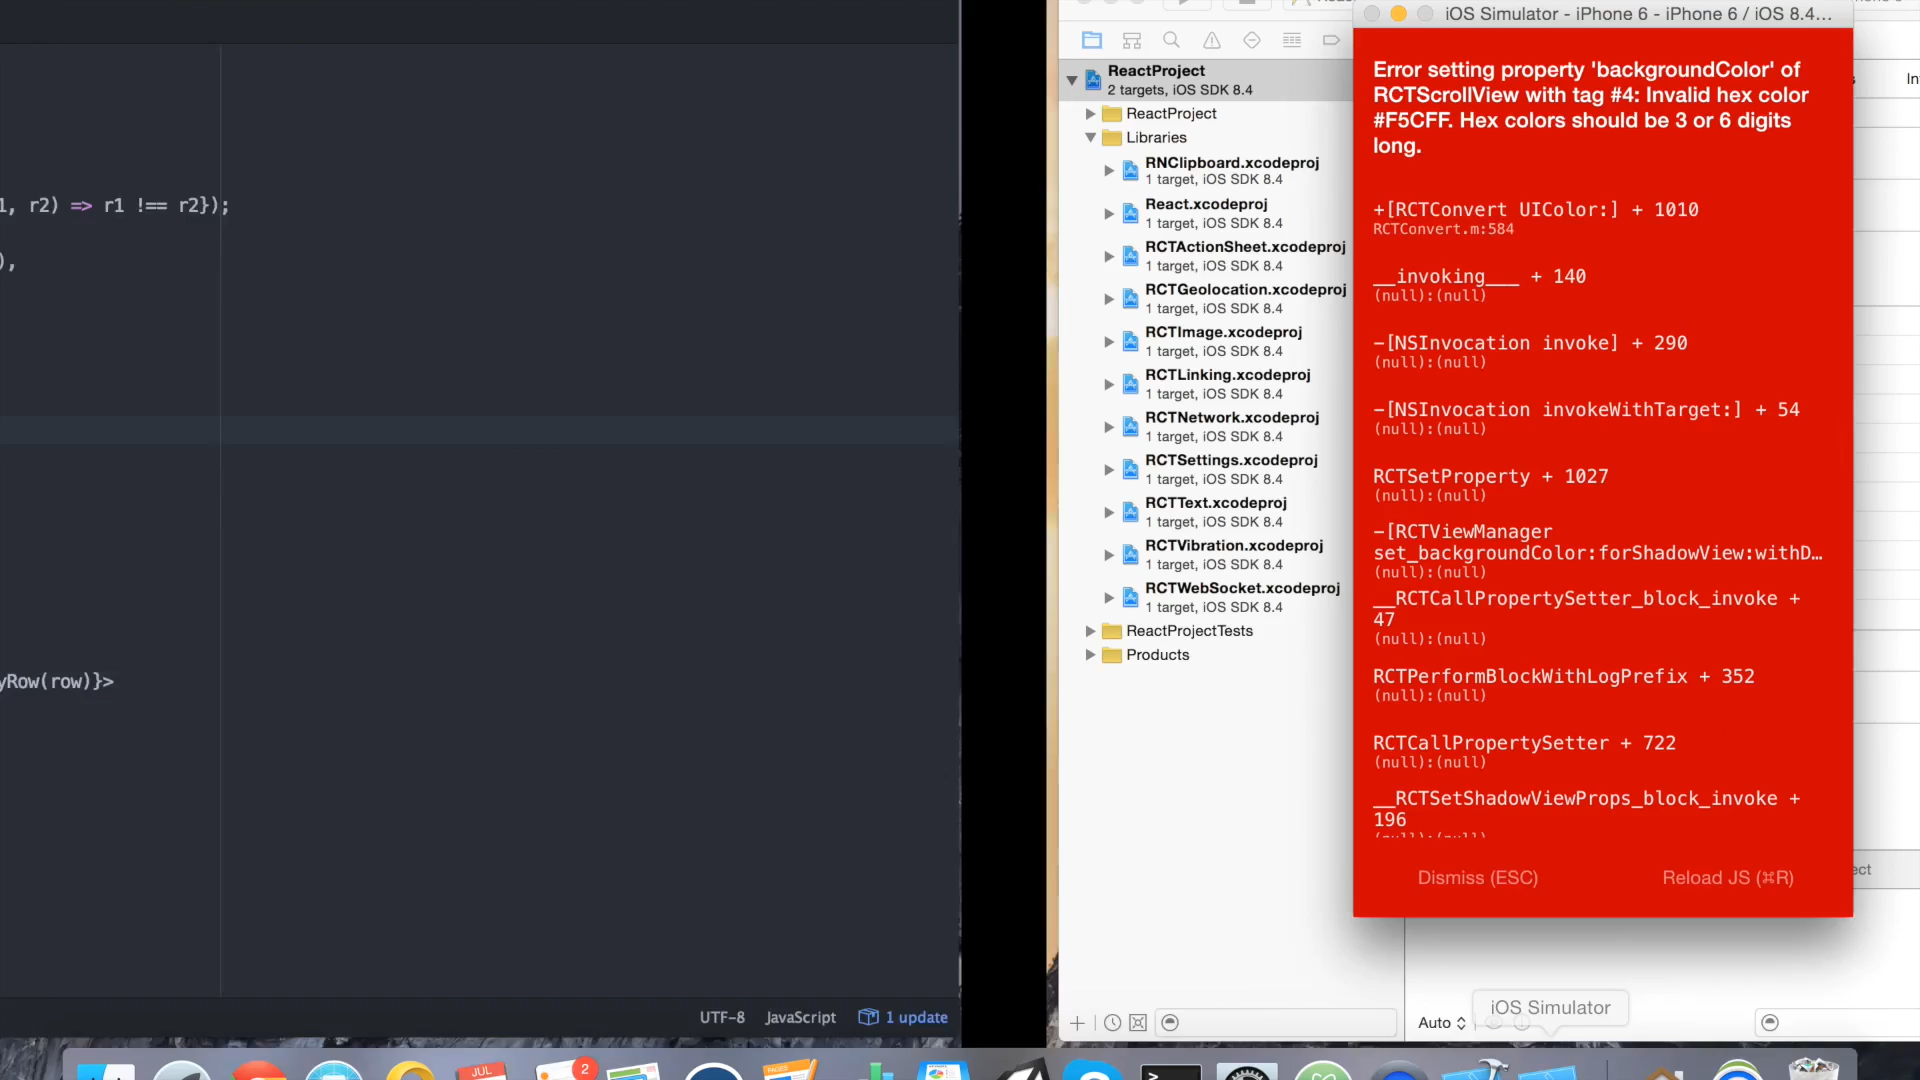 1, r2) => r1 !== r2});
),
yRow(row)}>
UTF-8 JavaScript 1 update
ReactProject
2 targets, iOS SDK 8.4
ReactProject
Libraries
RNClipboard.xcodeproj
1 target, iOS SDK 8.4
React.xcodeproj
1 target, iOS SDK 8.4
RCTActionSheet.xcodeproj
1 target, iOS SDK 8.4
RCTGeolocation.xcodeproj
1 target, iOS SDK 8.4
RCTImage.xcodeproj
1 target, iOS SDK 8.4
RCTLinking.xcodeproj
1 target, iOS SDK 8.4
RCTNetwork.xcodeproj
1 target, iOS SDK 8.4
RCTSettings.xcodeproj
1 target, iOS SDK 8.4
RCTText.xcodeproj
1 target, iOS SDK 8.4
RCTVibration.xcodeproj
1 target, iOS SDK 8.4
RCTWebSocket.xcodeproj
1 target, iOS SDK 8.4
ReactProjectTests
Products
iOS Simulator - iPhone 6 - iPhone 6 / iOS 8.4...
Error setting property 'backgroundColor' of
RCTScrollView with tag #4: Invalid hex color
#F5CFF. Hex colors should be 3 or 6 digits
long.
+[RCTConvert UIColor:] + 1010
RCTConvert.m:584
__invoking___ + 140
(null):(null)
-[NSInvocation invoke] + 290
(null):(null)
-[NSInvocation invokeWithTarget:] + 54
(null):(null)
RCTSetProperty + 1027
(null):(null)
-[RCTViewManager
set_backgroundColor:forShadowView:withD...
(null):(null)
__RCTCallPropertySetter_block_invoke +
47
(null):(null)
RCTPerformBlockWithLogPrefix + 352
(null):(null)
RCTCallPropertySetter + 722
(null):(null)
__RCTSetShadowViewProps_block_invoke +
196
(null):(null)
Dismiss (ESC) Reload JS (⌘R)
In
ect
Auto
iOS Simulator
JUL
2
PAGES